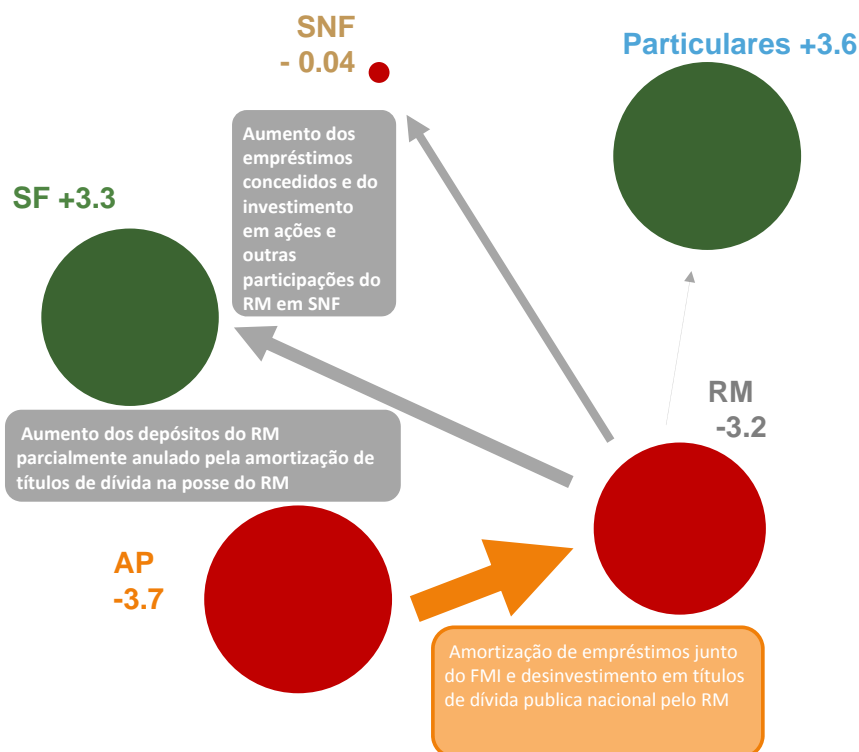 SNF
- 0.04
Particulares +3.6
Aumento dos
empréstimos
concedidos e do
investimento
em ações e
outras
participações do
RM em SNF
SF +3.3
RM
-3.2
Aumento dos depósitos do RM
parcialmente anulado pela amortização de
títulos de dívida na posse do RM
AP
-3.7
Amortização de empréstimos junto
do FMI e desinvestimento em títulos
de dívida publica nacional pelo RM